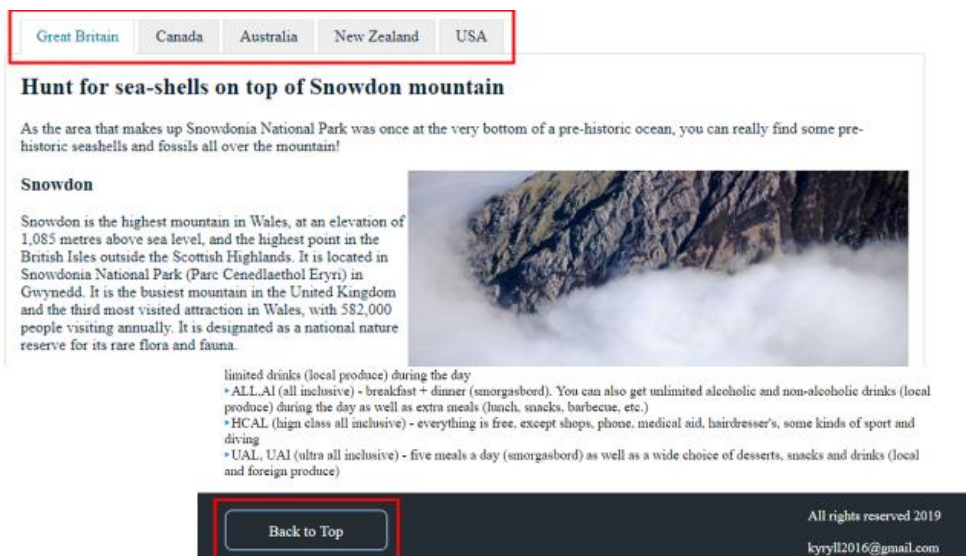 Great Britain Canada Australia New Zealand USA
Hunt for sea-shells on top of Snowdon mountain
As the area that makes up Snowdonia National Park was once at the very bottom of a pre-historic ocean, you can really find some pre-
historic seashells and fossils all over the mountain!
Snowdon
Snowdon is the highest mountain in Wales, at an elevation of
1,085 metres above sea level, and the highest point in the
British Isles outside the Scottish Highlands. It is located in
Snowdonia National Park (Parc Cenedlaethol Eryri) in
Gwynedd. It is the busiest mountain in the United Kingdom
and the third most visited attraction in Wales, with 582,000
people visiting annually. It is designated as a national nature
reserve for its rare flora and fauna.
limited drinks (local produce) during the day
ALL,AI (all inclusive) - breakfast + dinner (smorgasbord). You can also get unlimited alcoholic and non-alcoholic drinks (local
produce) during the day as well as extra meals (lunch, snacks, barbecue, etc.)
HCAL (hign class all inclusive) - everything is free, except shops, phone, medical aid, hairdresser's, some kinds of sport and
diving
UAL, UAI (ultra all inclusive) - five meals a day (smorgasbord) as well as a wide choice of desserts, snacks and drinks (local
and foreign produce)
Back to Top
All rights reserved 2019
kyryll2016@gmail.com